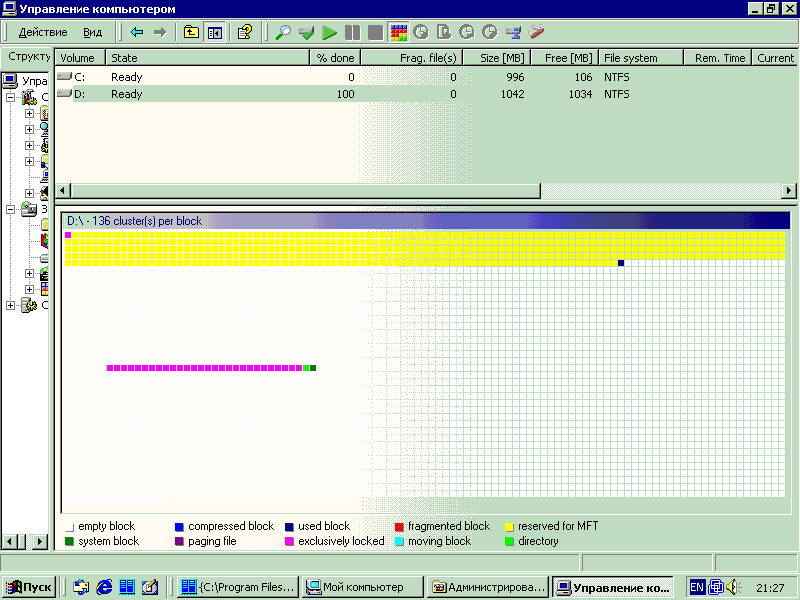 Управление компьютером
Действие Вид
Структу
Volume State % done Frag. file(s) Size [MB] Free [MB] File system Rem. Time Current
Упра
C: Ready 0 0 996 106 NTFS
D: Ready 100 0 1042 1034 NTFS
D:\ - 136 cluster(s) per block
empty block compressed block used block fragmented block reserved for MFT
system block paging file exclusively locked moving block directory
Пуск {C:\Program Files... Мой компьютер Администрирова... Управление ко... EN 21:27